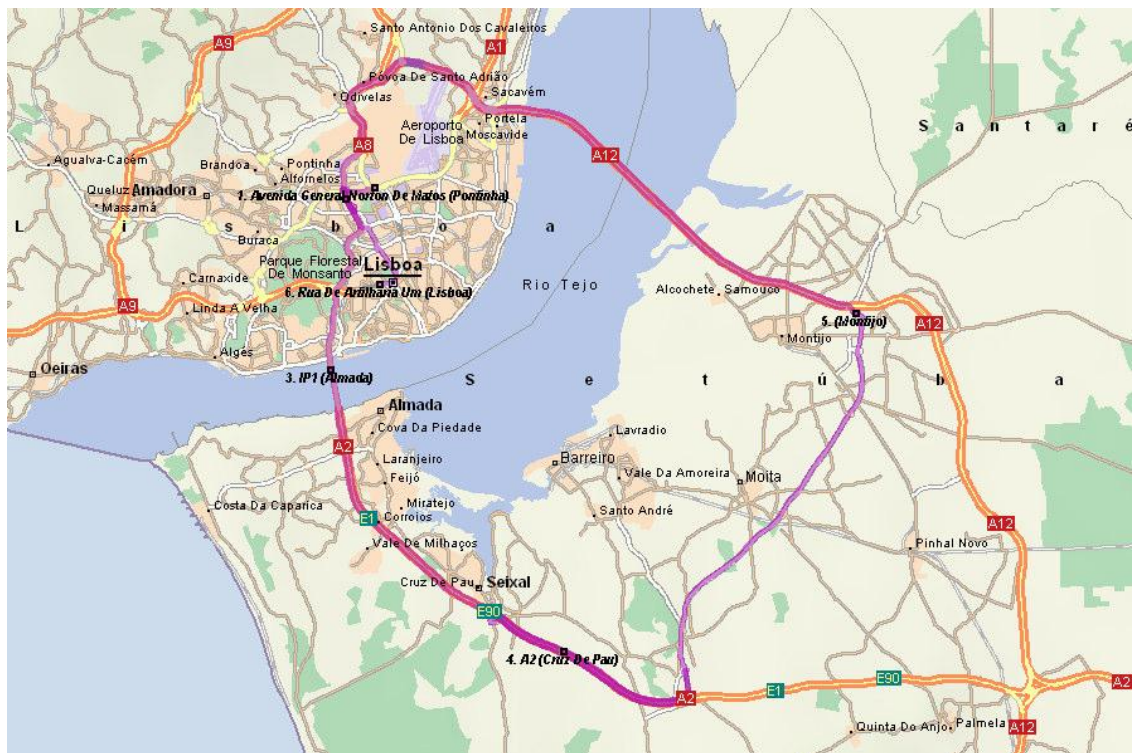 Santo Antonio Dos Cavaleiros
A9
A1
Póvoa De Santo Adrião
Odivelas
Sacavém
Portela
Aeroporto
De Lisboa
Moscavide
Santaré
A8
A12
Agualva-Cacém
Brandoa
Pontinha
Alfornelos
Queluz
Amadora
1. Avenida General Norton De Matos (Pontinha)
Massamá
Lisboa
Buraca
Parque Florestal
De Monsanto
Lisboa
Carnaxide
6. Rua De Artilharia Um (Lisboa)
Rio Tejo
Alcochete
Samouco
A9
Linda A Velha
5. (Montijo)
A12
Montijo
Algés
Oeiras
3. IP1 (Almada)
Setúba
Almada
Cova Da Piedade
A2
Lavradio
Laranjeiro
Barreiro
Vale Da Amoreira
Feijó
Moita
Costa Da Caparica
Miratejo
Santo André
E1
Corroios
A12
Vale De Milhaços
Pinhal Novo
Cruz De Pau
Seixal
E90
4. A2 (Cruz De Pau)
A2
E1
E90
A2
Quinta Do Anjo
Palmela
A12